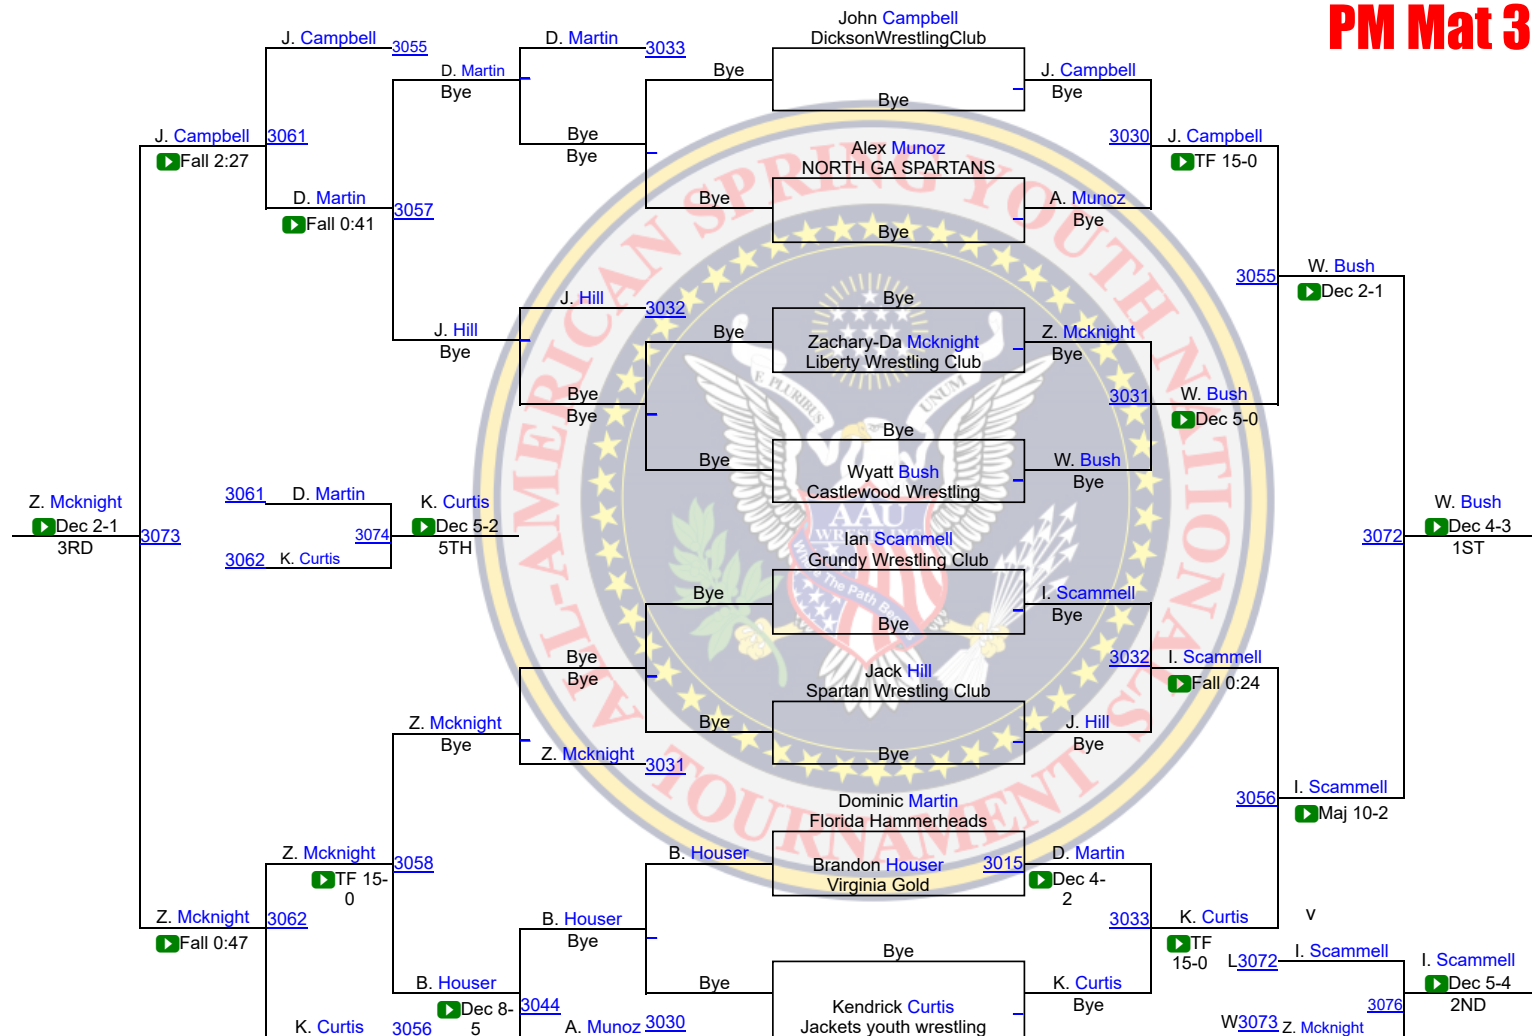 PM Mat 3
John Campbell
DicksonWrestlingClub
J. Campbell 3055
D. Martin 3033
D. Martin
Bye
Bye
Bye
J. Campbell
Bye
Bye
Bye
3030 J. Campbell
TF 15-0
J. Campbell 3061
Fall 2:27
Alex Munoz
NORTH GA SPARTANS
Bye
Bye
A. Munoz
Bye
D. Martin
Fall 0:41
3057
3055 W. Bush
Dec 2-1
J. Hill 3032
J. Hill
Bye
Bye
Bye
Zachary-Da Mcknight
Liberty Wrestling Club
Z. Mcknight
Bye
Bye
Bye
3031 W. Bush
Dec 5-0
Bye
Bye
Wyatt Bush
Castlewood Wrestling
W. Bush
Bye
Z. Mcknight
Dec 2-1
3RD
3073
3061 D. Martin
3074
3062 K. Curtis
K. Curtis
Dec 5-2
5TH
W. Bush
Dec 4-3
1ST
3072
Ian Scammell
Grundy Wrestling Club
Bye
Bye
I. Scammell
Bye
Bye
Bye
3032 I. Scammell
Fall 0:24
Jack Hill
Spartan Wrestling Club
Bye
Bye
J. Hill
Bye
Z. Mcknight
Bye
Z. Mcknight 3031
3056 I. Scammell
Maj 10-2
Dominic Martin
Florida Hammerheads
Brandon Houser
Virginia Gold
3015 D. Martin
Dec 4-
2
B. Houser
Z. Mcknight
TF 15-
0
3058
Z. Mcknight 3062
Fall 0:47
B. Houser
Bye
3033 K. Curtis
TF
15-0
v
Bye
Bye
Kendrick Curtis
Jackets youth wrestling
K. Curtis
Bye
B. Houser
Dec 8-
5
3044
K. Curtis 3056
A. Munoz 3030
L3072 I. Scammell
I. Scammell
Dec 5-4
2ND
3076
W3073 Z. Mcknight
ALL-AMERICAN SPRING YOUTH NATIONALS
TOURNAMENT
E PLURIBUS
UNUM
AAU
WRESTLING